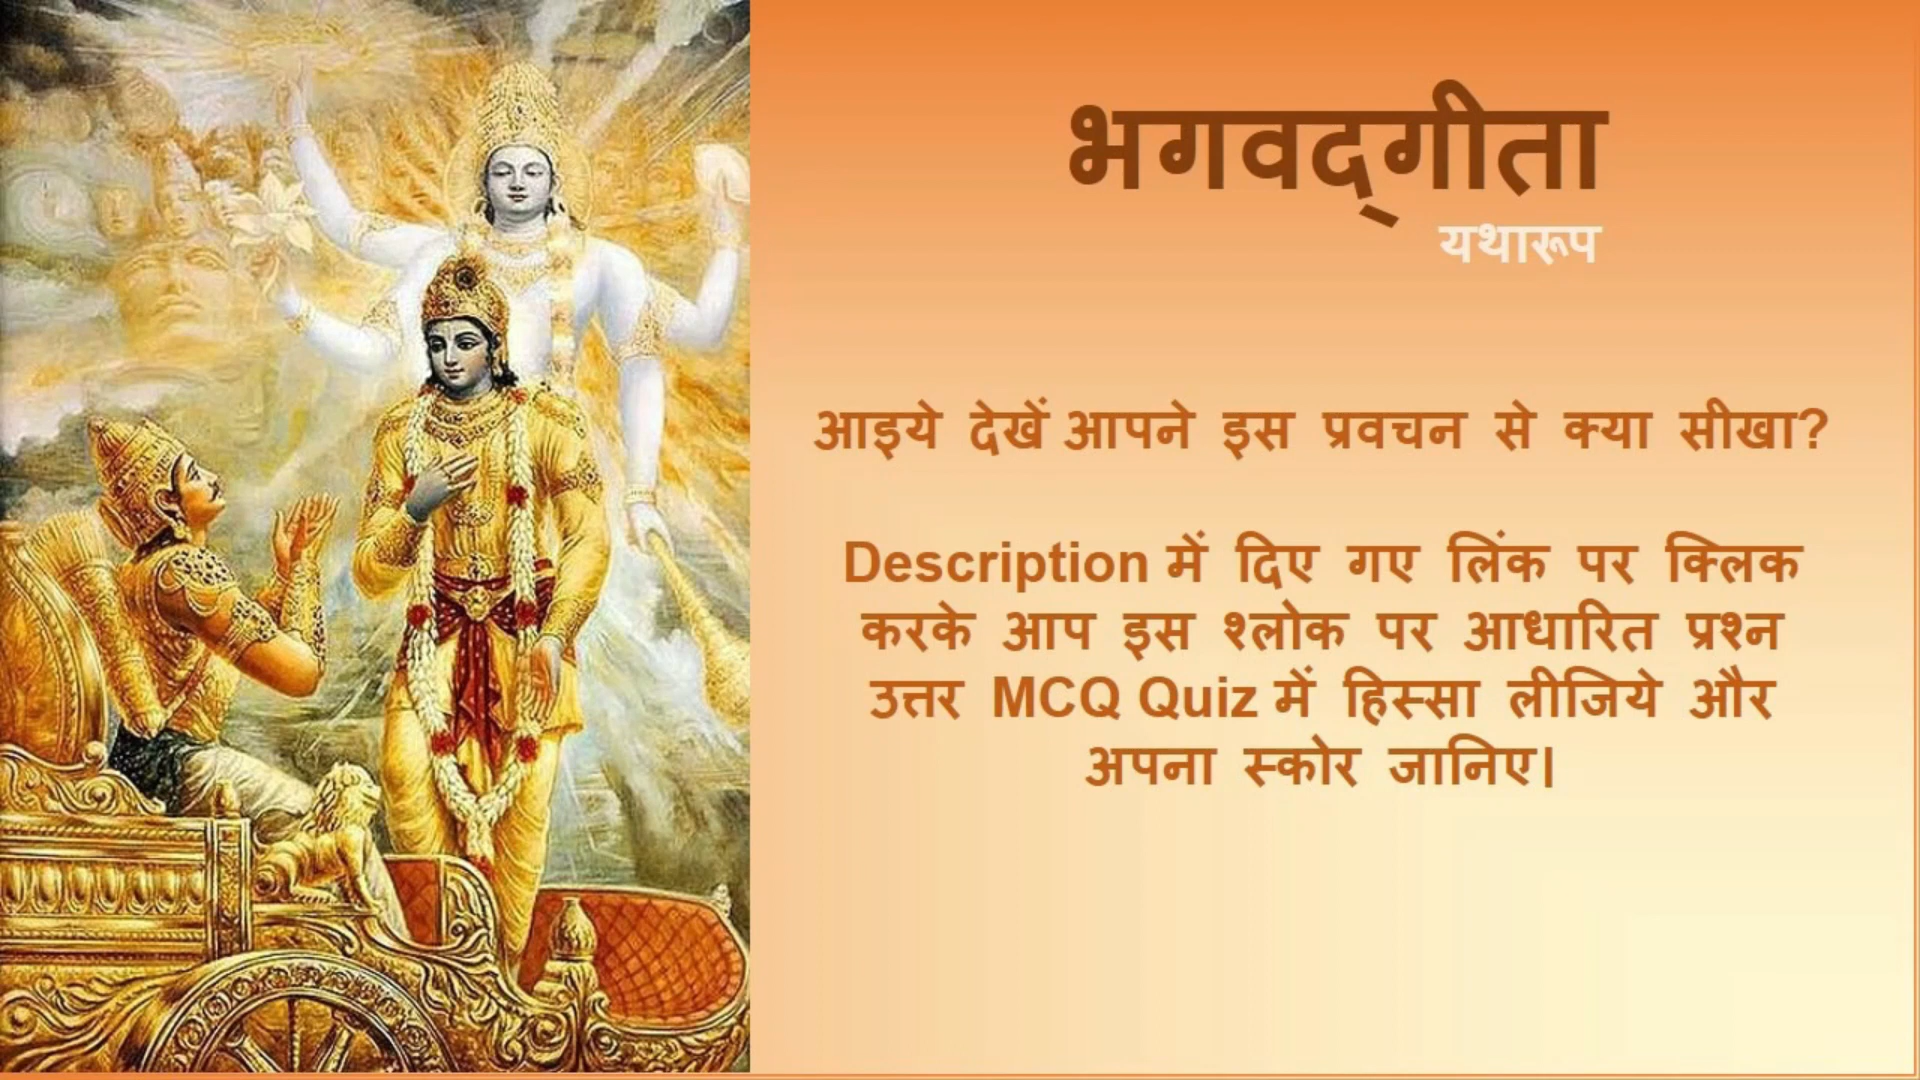 भगवद्‌गीता
यथारूप
आइये देखें आपने इस प्रवचन से क्या सीखा?
Description में दिए गए लिंक पर क्लिक
करके आप इस श्लोक पर आधारित प्रश्न
उत्तर MCQ Quiz में हिस्सा लीजिये और
अपना स्कोर जानिए।